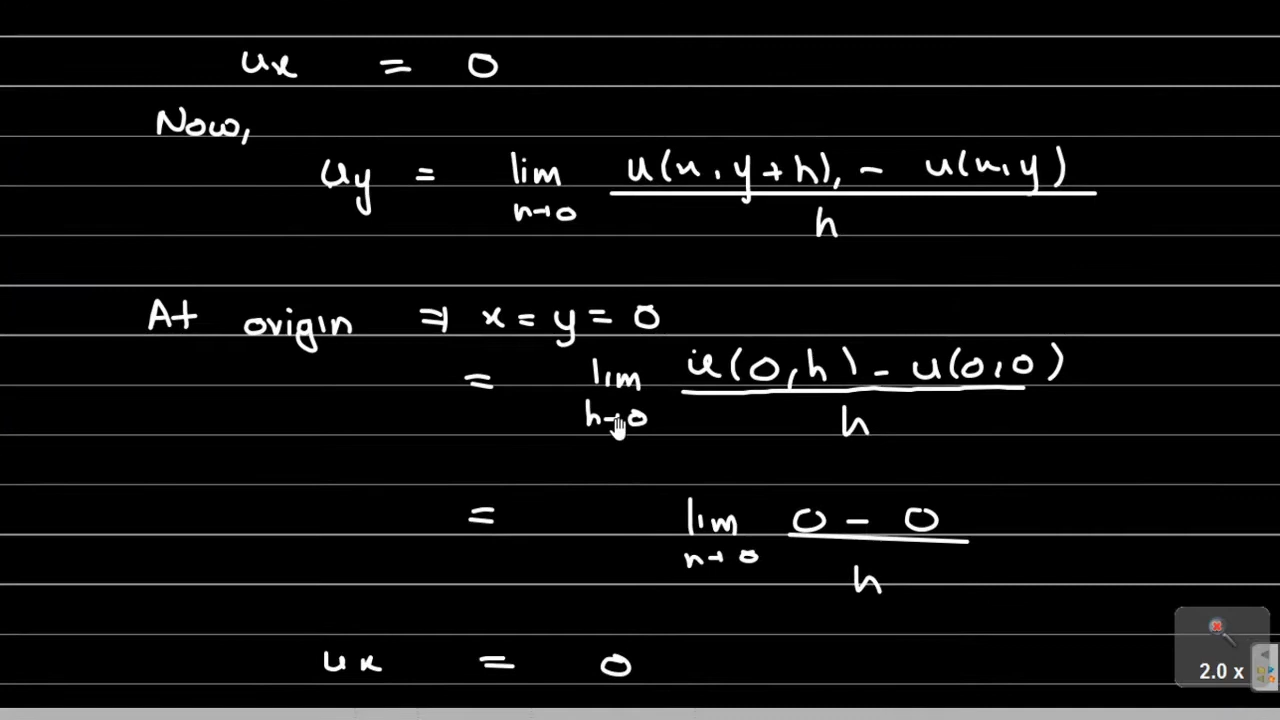 ux = 0
Now,
uy = lim h→0 u(x, y+h), - u(x,y) / h
At origin ⇒ x = y = 0
= lim h→0 u(0,h) - u(0,0) / h
= lim h→0 0 - 0 / h
ux = 0
2.0 x